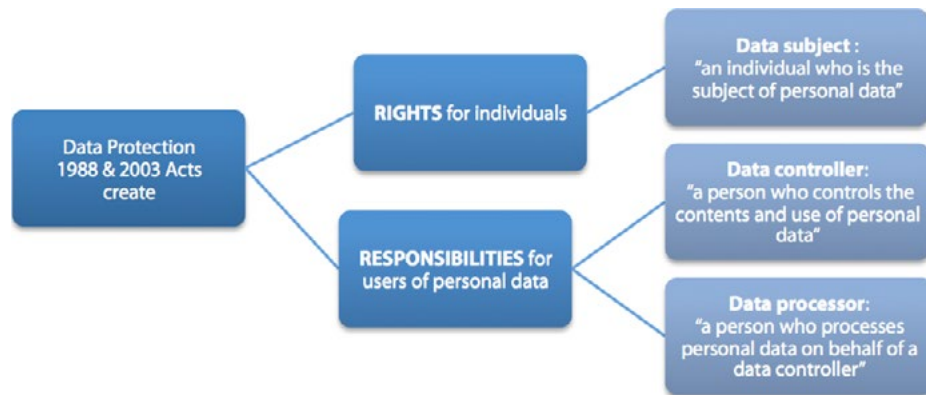 Data Protection
1988 & 2003 Acts
create
RIGHTS for individuals
RESPONSIBILITIES for
users of personal data
Data subject :
“an individual who is the
subject of personal data”
Data controller:
“a person who controls the
contents and use of personal
data”
Data processor:
“a person who processes
personal data on behalf of a
data controller”